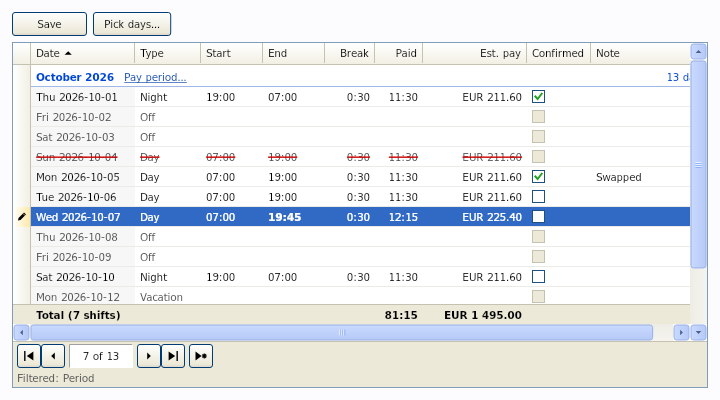 Save Pick days...
Date Type Start End Break Paid Est. pay Confirmed Note
October 2026 Pay period... 13 d
Thu 2026-10-01 Night 19:00 07:00 0:30 11:30 EUR 211.60
Fri 2026-10-02 Off
Sat 2026-10-03 Off
Sun 2026-10-04 Day 07:00 19:00 0:30 11:30 EUR 211.60
Mon 2026-10-05 Day 07:00 19:00 0:30 11:30 EUR 211.60 Swapped
Tue 2026-10-06 Day 07:00 19:00 0:30 11:30 EUR 211.60
Wed 2026-10-07 Day 07:00 19:45 0:30 12:15 EUR 225.40
Thu 2026-10-08 Off
Fri 2026-10-09 Off
Sat 2026-10-10 Night 19:00 07:00 0:30 11:30 EUR 211.60
Mon 2026-10-12 Vacation
Total (7 shifts) 81:15 EUR 1 495.00
7 of 13
Filtered: Period